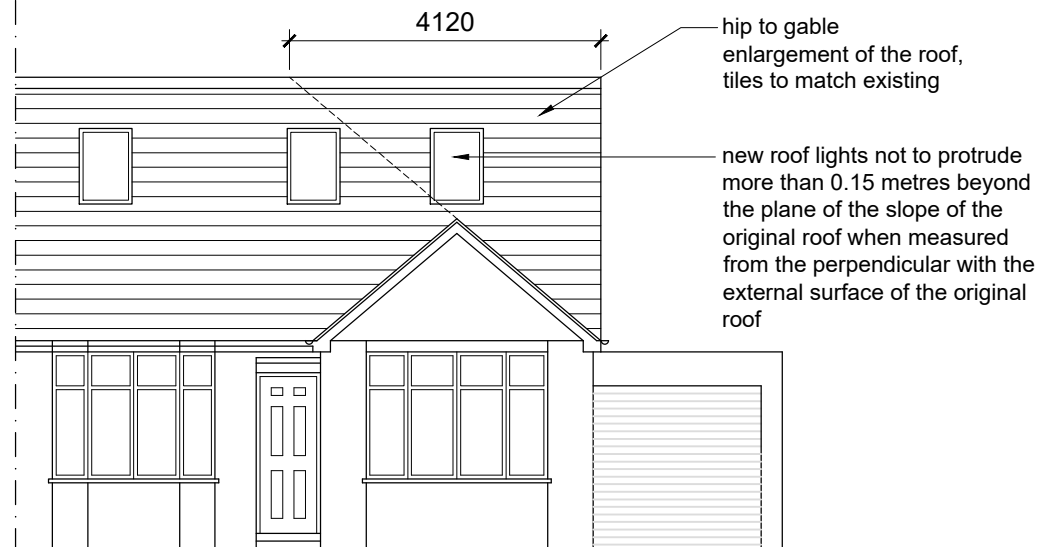 4120
hip to gable
enlargement of the roof,
tiles to match existing
new roof lights not to protrude
more than 0.15 metres beyond
the plane of the slope of the
original roof when measured
from the perpendicular with the
external surface of the original
roof